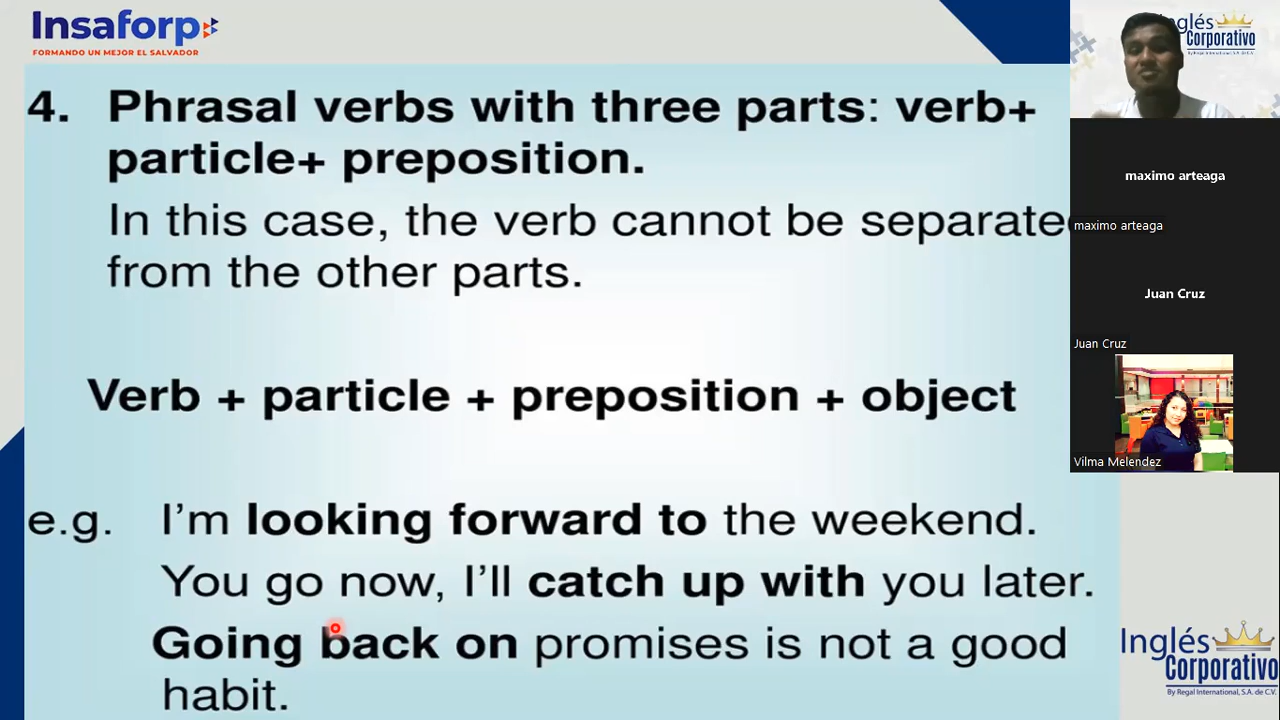 Insaforp
FORMANDO UN MEJOR EL SALVADOR
4. Phrasal verbs with three parts: verb+
particle+ preposition.
In this case, the verb cannot be separate
from the other parts.
Verb + particle + preposition + object
e.g. I'm looking forward to the weekend.
You go now, I'll catch up with you later.
Going back on promises is not a good
habit.
Inglés
Corporativo
By Regal International, S.A. de C.V.
maximo arteaga
maximo arteaga
Juan Cruz
Juan Cruz
Vilma Melendez
Inglés
Corporativo
By Regal International, S.A. de C.V.